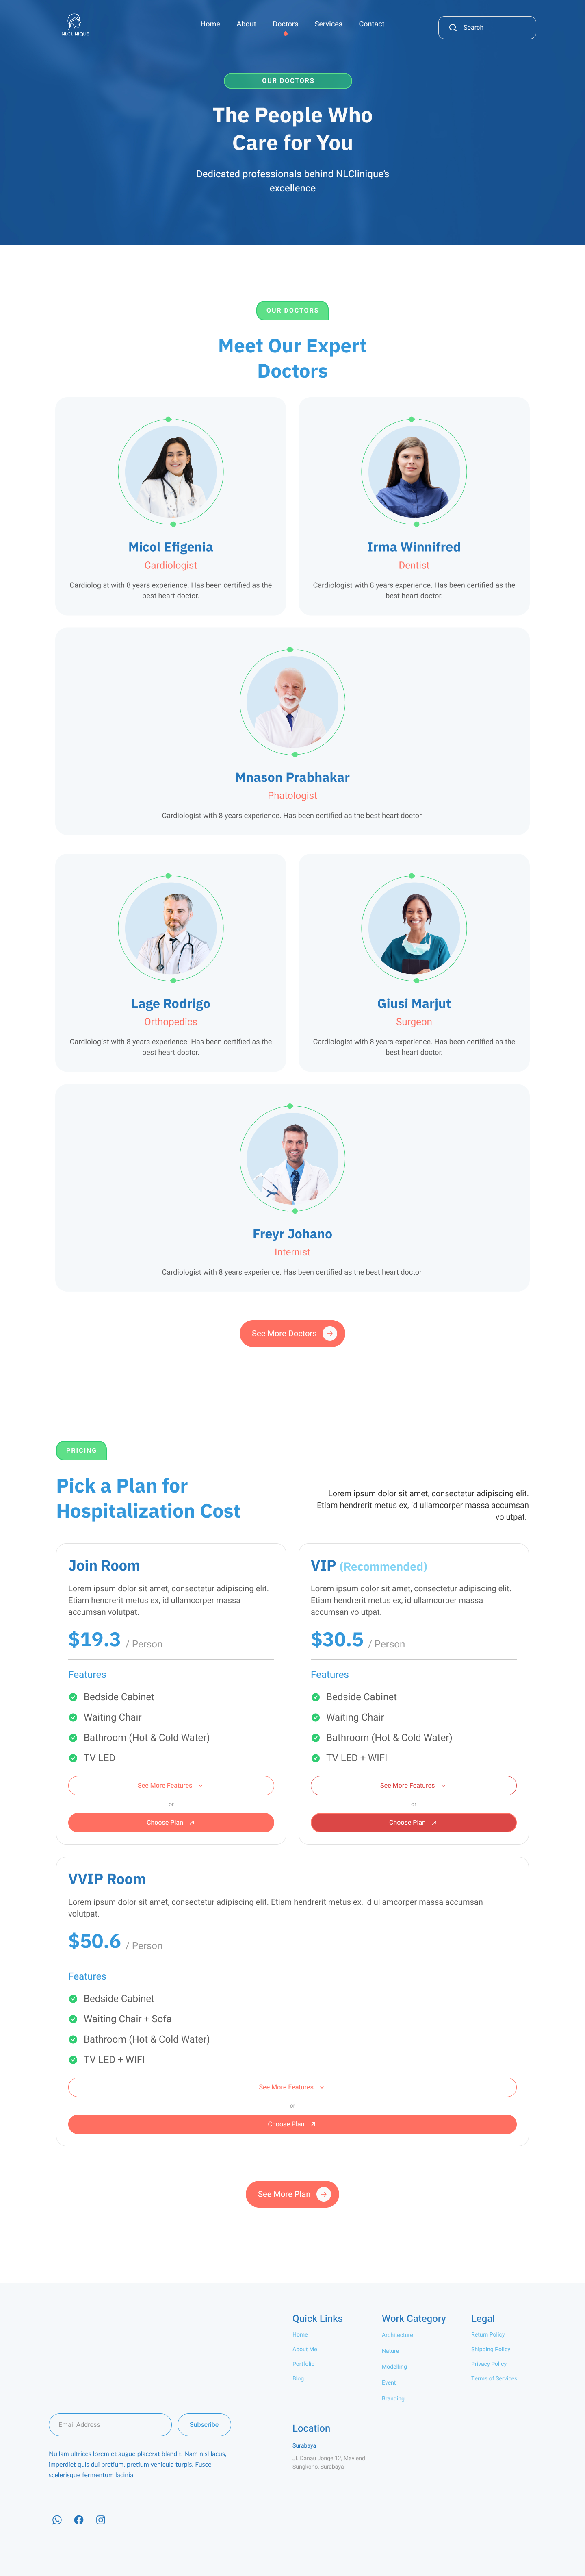 NLCLINIQUE
Home
About
Doctors
Services
Contact
Search
OUR DOCTORS
The People Who
Care for You
Dedicated professionals behind NLClinique's
excellence
OUR DOCTORS
Meet Our Expert
Doctors
Micol Efigenia
Cardiologist
Cardiologist with 8 years experience. Has been certified as the
best heart doctor.
Irma Winnifred
Dentist
Cardiologist with 8 years experience. Has been certified as the
best heart doctor.
Mnason Prabhakar
Phatologist
Cardiologist with 8 years experience. Has been certified as the best heart doctor.
Lage Rodrigo
Orthopedics
Cardiologist with 8 years experience. Has been certified as the
best heart doctor.
Giusi Marjut
Surgeon
Cardiologist with 8 years experience. Has been certified as the
best heart doctor.
Freyr Johano
Internist
Cardiologist with 8 years experience. Has been certified as the best heart doctor.
See More Doctors
PRICING
Pick a Plan for
Hospitalization Cost
Lorem ipsum dolor sit amet, consectetur adipiscing elit.
Etiam hendrerit metus ex, id ullamcorper massa accumsan
volutpat.
Join Room
Lorem ipsum dolor sit amet, consectetur adipiscing elit.
Etiam hendrerit metus ex, id ullamcorper massa
accumsan volutpat.
$19.3 / Person
Features
Bedside Cabinet
Waiting Chair
Bathroom (Hot & Cold Water)
TV LED
See More Features
or
Choose Plan
VIP (Recommended)
Lorem ipsum dolor sit amet, consectetur adipiscing elit.
Etiam hendrerit metus ex, id ullamcorper massa
accumsan volutpat.
$30.5 / Person
Features
Bedside Cabinet
Waiting Chair
Bathroom (Hot & Cold Water)
TV LED + WIFI
See More Features
or
Choose Plan
VVIP Room
Lorem ipsum dolor sit amet, consectetur adipiscing elit. Etiam hendrerit metus ex, id ullamcorper massa accumsan
volutpat.
$50.6 / Person
Features
Bedside Cabinet
Waiting Chair + Sofa
Bathroom (Hot & Cold Water)
TV LED + WIFI
See More Features
or
Choose Plan
See More Plan
Email Address
Subscribe
Nullam ultrices lorem et augue placerat blandit. Nam nisl lacus,
imperdiet quis dui pretium, pretium vehicula turpis. Fusce
scelerisque fermentum lacinia.
Quick Links
Home
About Me
Portfolio
Blog
Work Category
Architecture
Nature
Modelling
Event
Branding
Legal
Return Policy
Shipping Policy
Privacy Policy
Terms of Services
Location
Surabaya
Jl. Danau Jonge 12, Mayjend
Sungkono, Surabaya